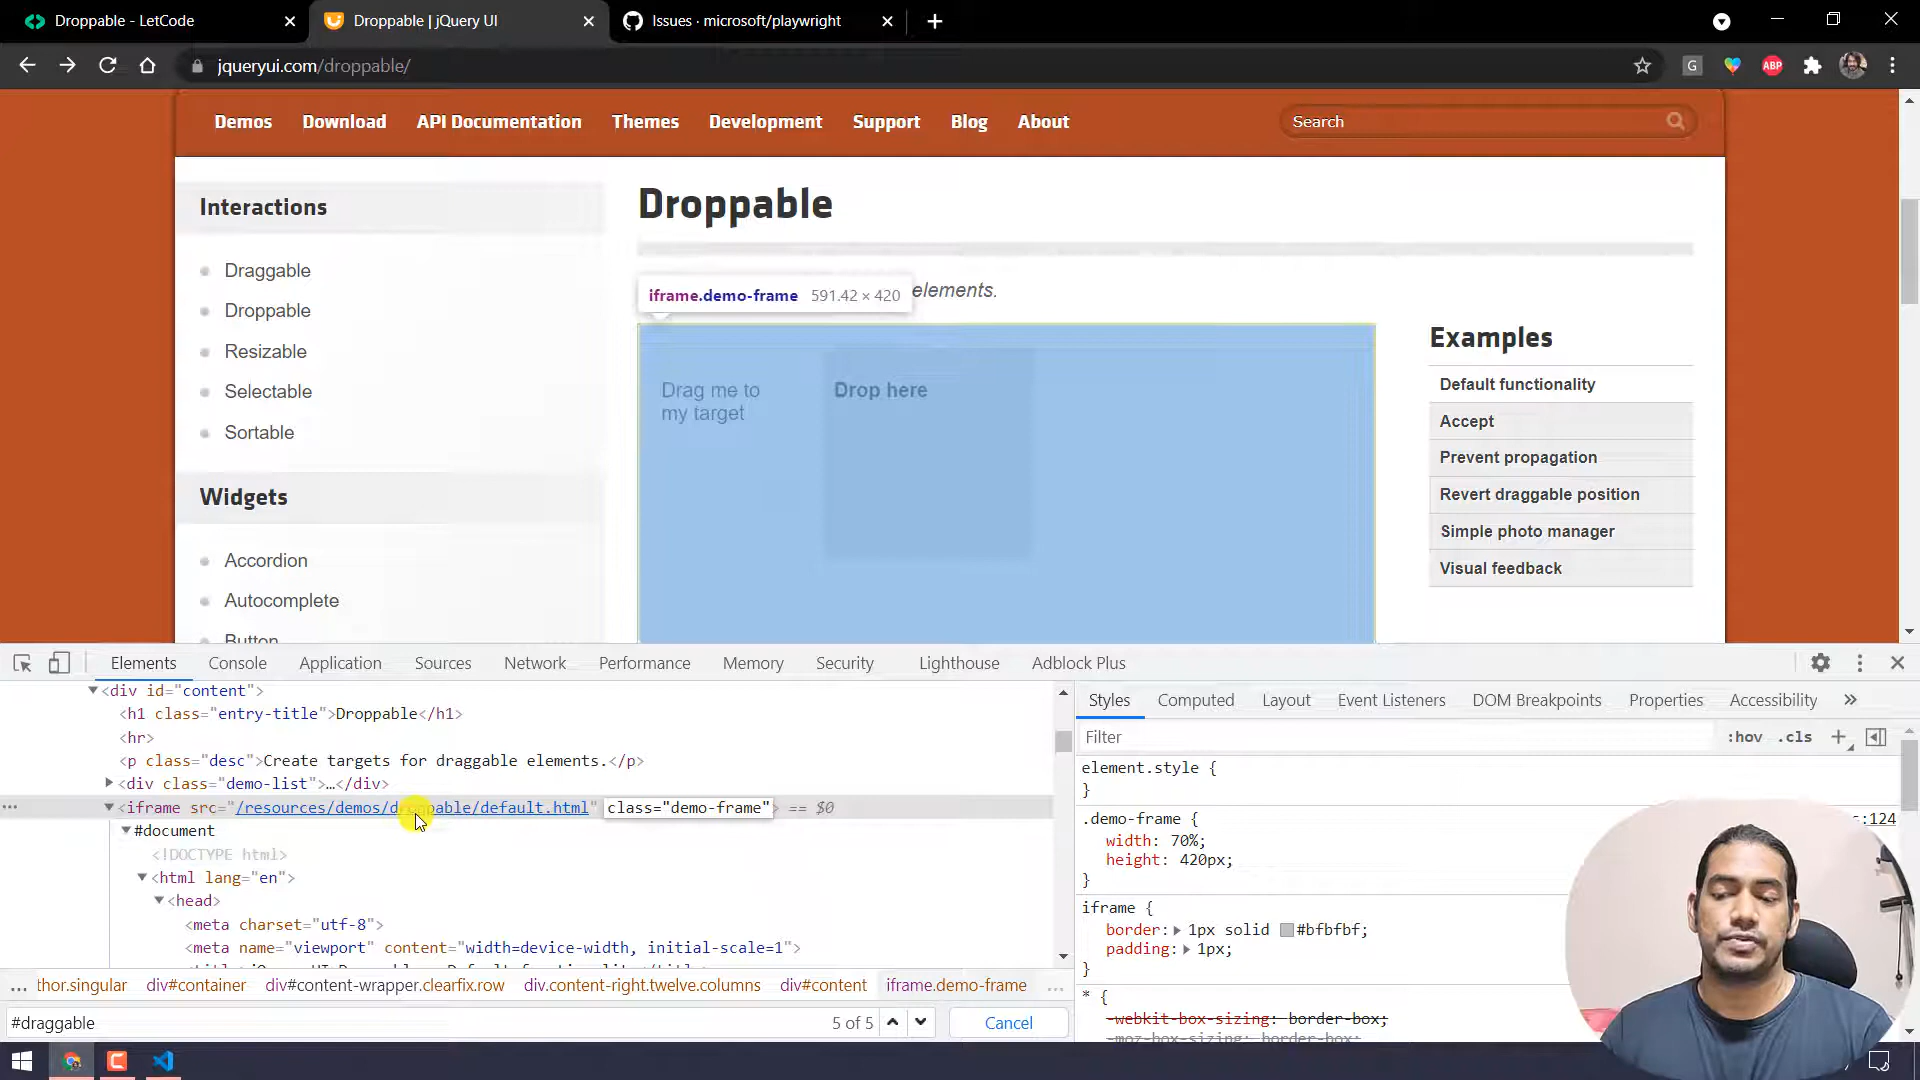 Droppable - LetCode
Droppable | jQuery UI
Issues · microsoft/playwright
jqueryui.com/droppable/
G
ABP
Demos Download API Documentation Themes Development Support Blog About
Search
Interactions
Draggable
Droppable
Resizable
Selectable
Sortable
Widgets
Accordion
Autocomplete
Button
Droppable
iframe.demo-frame 591.42 × 420
elements.
Drag me to
my target
Drop here
Examples
Default functionality
Accept
Prevent propagation
Revert draggable position
Simple photo manager
Visual feedback
Elements Console Application Sources Network Performance Memory Security Lighthouse Adblock Plus
<div id="content">
<h1 class="entry-title">Droppable</h1>
<hr>
<p class="desc">Create targets for draggable elements.</p>
<div class="demo-list">…</div>
<iframe src="/resources/demos/droppable/default.html" class="demo-frame" == $0
#document
<!DOCTYPE html>
<html lang="en">
<head>
<meta charset="utf-8">
<meta name="viewport" content="width=device-width, initial-scale=1">
... thor.singular div#container div#content-wrapper.clearfix.row div.content-right.twelve.columns div#content iframe.demo-frame ...
#draggable
5 of 5
Cancel
Styles Computed Layout Event Listeners DOM Breakpoints Properties Accessibility
Filter
:hov .cls
element.style {
}
.demo-frame {
:124
width: 70%;
height: 420px;
}
iframe {
border: 1px solid #bfbfbf;
padding: 1px;
}
* {
-webkit-box-sizing: border-box;
-moz-box-sizing: border-box;